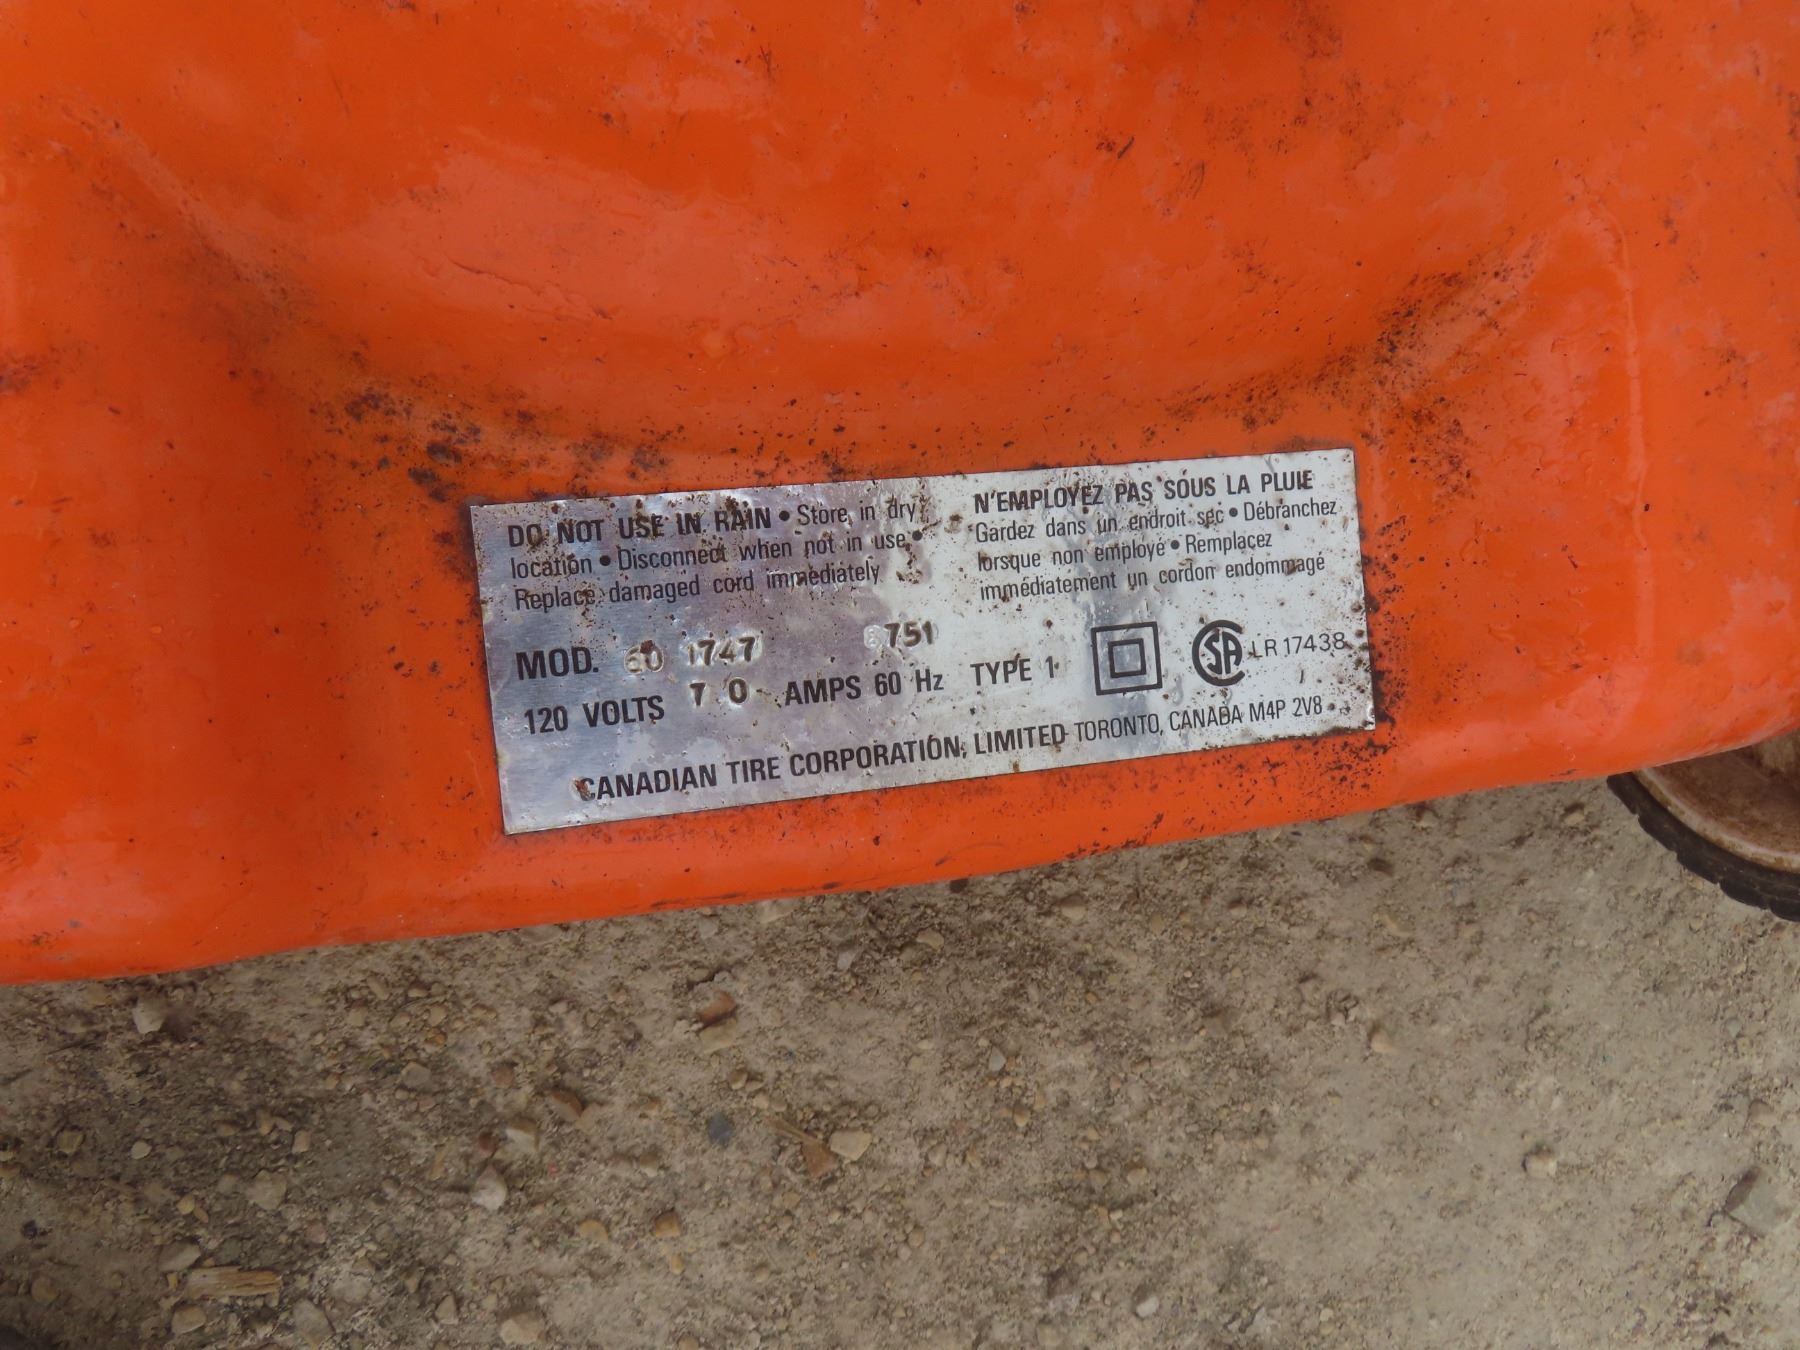 DO NOT USE IN RAIN • Store in dry
location • Disconnect when not in use •
Replace damaged cord immediately
N'EMPLOYEZ PAS SOUS LA PLUIE
Gardez dans un endroit sec • Débranchez
lorsque non employé • Remplacez
immédiatement un cordon endommagé
MOD. 60 1747 6751
120 VOLTS 7 0 AMPS 60 Hz TYPE 1
SA LR 17438
CANADIAN TIRE CORPORATION, LIMITED TORONTO, CANADA M4P 2V8